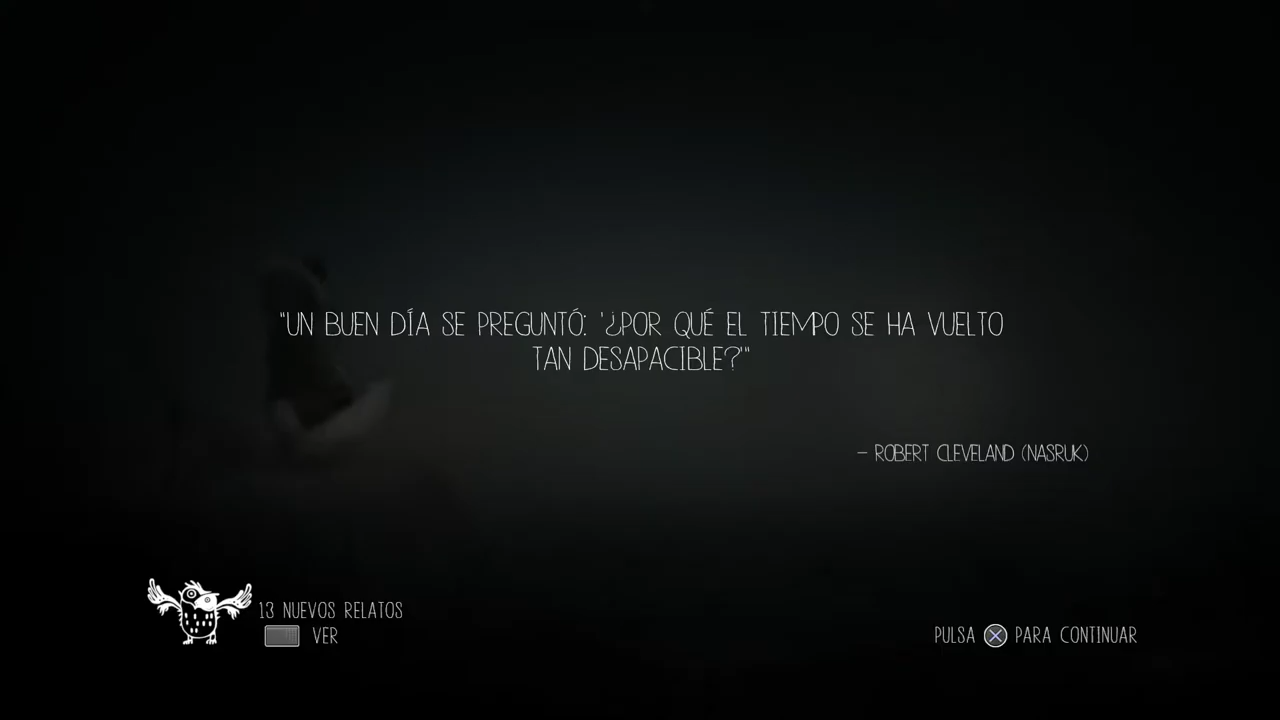 "UN BUEN DÍA SE PREGUNTÓ: '¿POR QUÉ EL TIEMPO SE HA VUELTO
TAN DESAPACIBLE?'"
– ROBERT CLEVELAND (NASRUK)
13 NUEVOS RELATOS
VER
PULSA PARA CONTINUAR